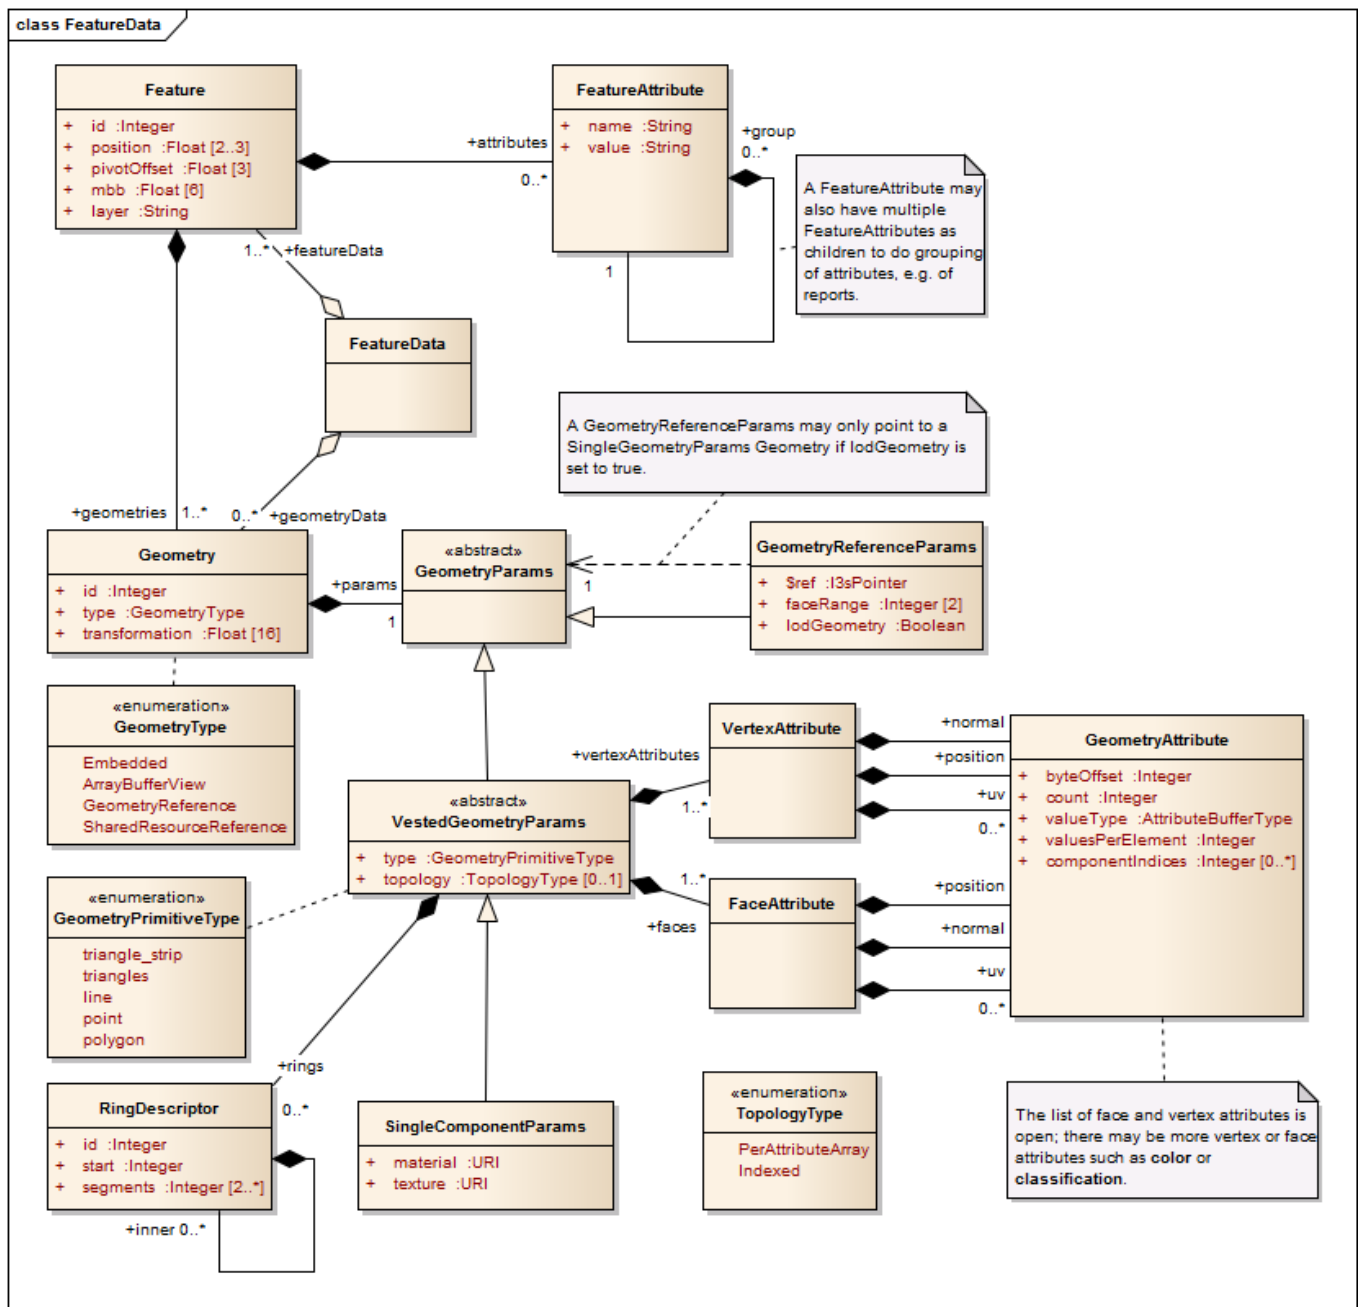 class FeatureData
Feature
+ id :Integer
+ position :Float [2..3]
+ pivotOffset :Float [3]
+ mbb :Float [6]
+ layer :String
+attributes
0..*
FeatureAttribute
+ name :String
+ value :String
+group
0..*
1
A FeatureAttribute may
also have multiple
FeatureAttributes as
children to do grouping
of attributes, e.g. of
reports.
1..* +featureData
FeatureData
A GeometryReferenceParams may only point to a
SingleGeometryParams Geometry if lodGeometry is
set to true.
+geometries 1..*
0..* +geometryData
Geometry
+ id :Integer
+ type :GeometryType
+ transformation :Float [16]
+params
1
«abstract»
GeometryParams
1
GeometryReferenceParams
+ $ref :I3sPointer
+ faceRange :Integer [2]
+ lodGeometry :Boolean
«enumeration»
GeometryType
Embedded
ArrayBufferView
GeometryReference
SharedResourceReference
+vertexAttributes
1..*
VertexAttribute
+normal
+position
+uv
0..*
GeometryAttribute
+ byteOffset :Integer
+ count :Integer
+ valueType :AttributeBufferType
+ valuesPerElement :Integer
+ componentIndices :Integer [0..*]
«abstract»
VestedGeometryParams
+ type :GeometryPrimitiveType
+ topology :TopologyType [0..1]
1..*
+faces
FaceAttribute
+position
+normal
+uv
0..*
«enumeration»
GeometryPrimitiveType
triangle_strip
triangles
line
point
polygon
+rings
0..*
RingDescriptor
+ id :Integer
+ start :Integer
+ segments :Integer [2..*]
+inner 0..*
SingleComponentParams
+ material :URI
+ texture :URI
«enumeration»
TopologyType
PerAttributeArray
Indexed
The list of face and vertex attributes is
open; there may be more vertex or face
attributes such as color or
classification.